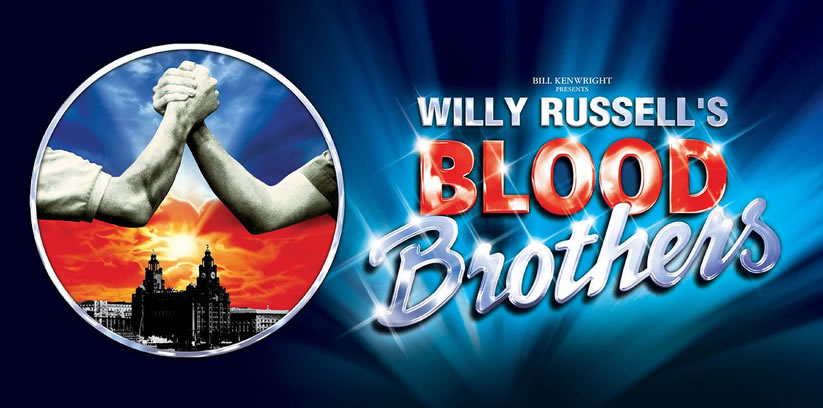 BILL KENWRIGHT
PRESENTS
WILLY RUSSELL'S
BLOOD
Brothers